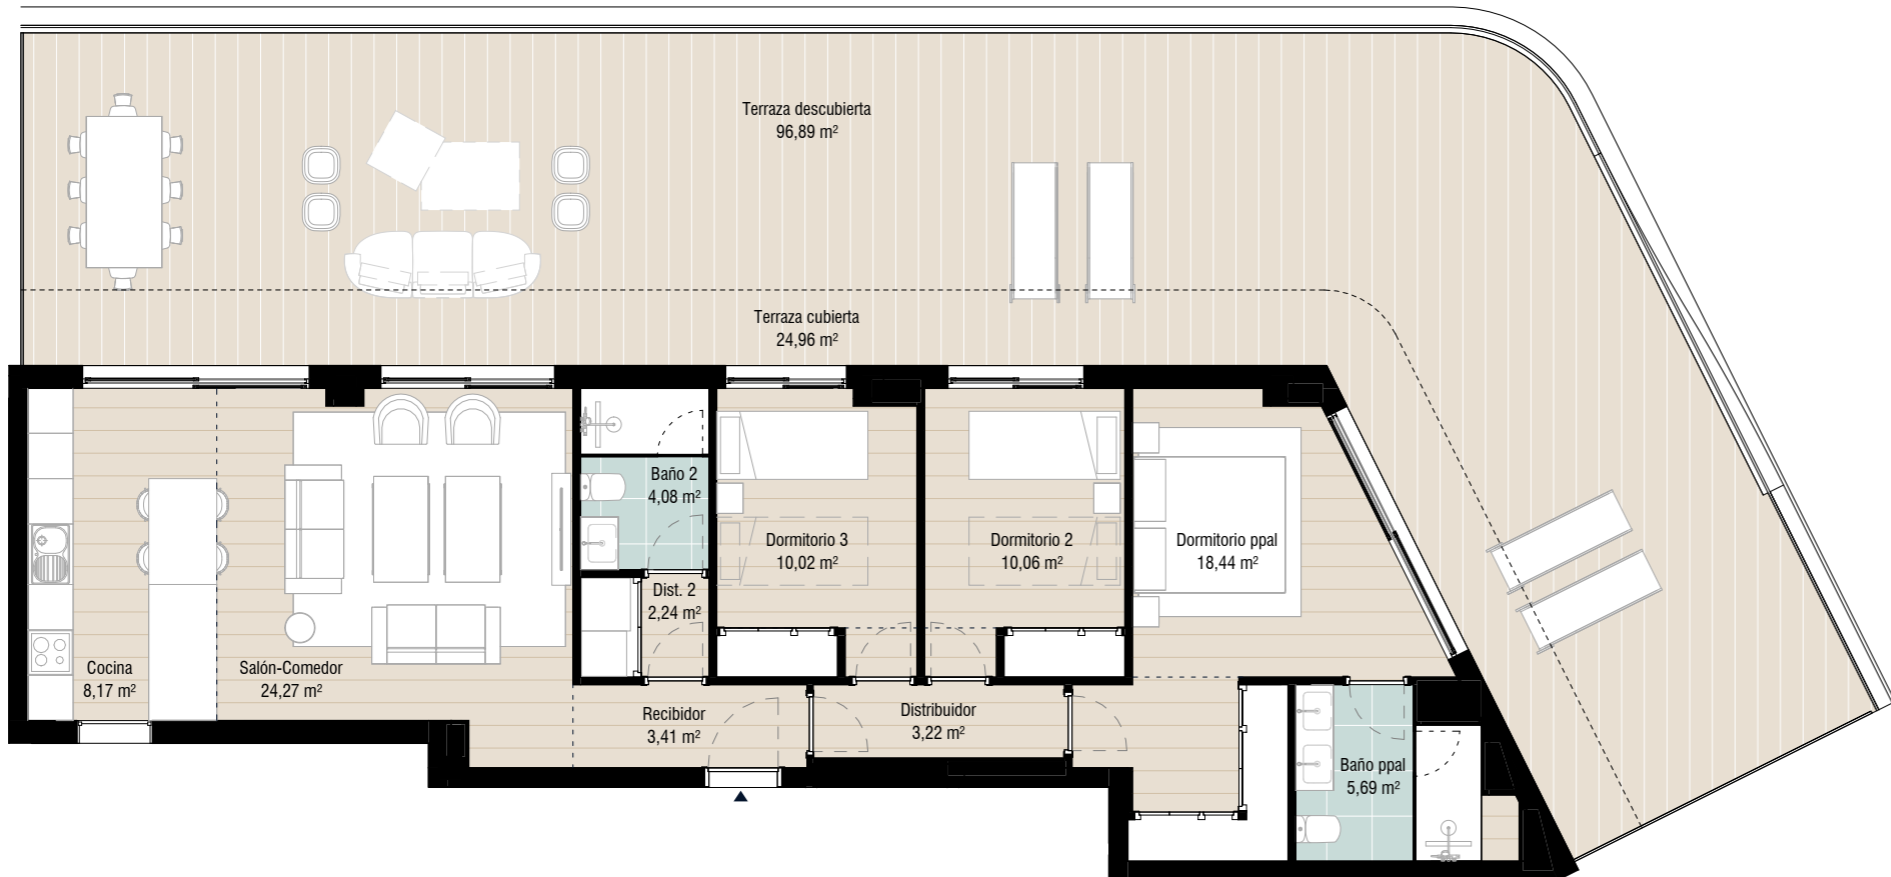 Terraza descubierta
96,89 m²
Terraza cubierta
24,96 m²
Baño 2
4,08 m²
Dormitorio 3
10,02 m²
Dormitorio 2
10,06 m²
Dormitorio ppal
18,44 m²
Dist. 2
2,24 m²
Cocina
8,17 m²
Salón-Comedor
24,27 m²
Recibidor
3,41 m²
Distribuidor
3,22 m²
Baño ppal
5,69 m²